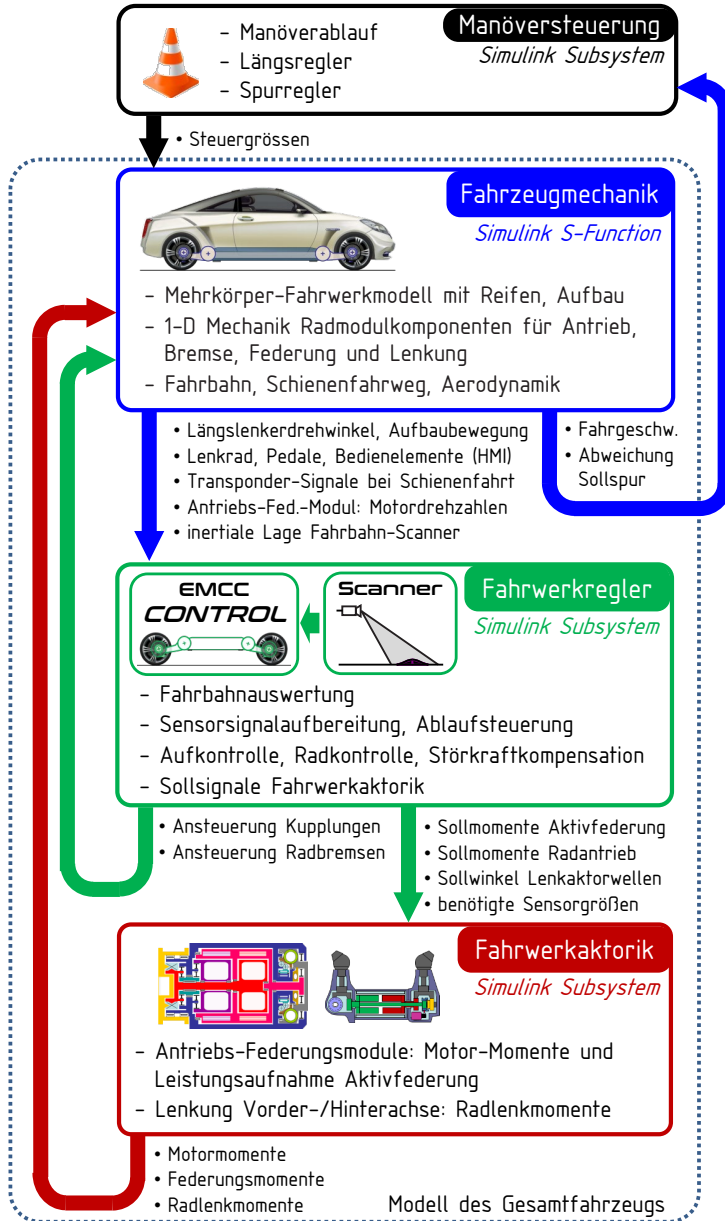 Manöversteuerung
Simulink Subsystem
– Manöverablauf
– Längsregler
– Spurregler
• Steuergrössen
Fahrzeugmechanik
Simulink S-Function
– Mehrkörper-Fahrwerkmodell mit Reifen, Aufbau
– 1-D Mechanik Radmodulkomponenten für Antrieb,
Bremse, Federung und Lenkung
– Fahrbahn, Schienenfahrweg, Aerodynamik
• Längslenkerdrehwinkel, Aufbaubewegung
• Lenkrad, Pedale, Bedienelemente (HMI)
• Transponder-Signale bei Schienenfahrt
• Antriebs-Fed.-Modul: Motordrehzahlen
• inertiale Lage Fahrbahn-Scanner
• Fahrgeschw.
• Abweichung
Sollspur
Fahrwerkregler
Simulink Subsystem
EMCC
CONTROL
Scanner
– Fahrbahnauswertung
– Sensorsignalaufbereitung, Ablaufsteuerung
– Aufkontrolle, Radkontrolle, Störkraftkompensation
– Sollsignale Fahrwerkaktorik
• Ansteuerung Kupplungen
• Ansteuerung Radbremsen
• Sollmomente Aktivfederung
• Sollmomente Radantrieb
• Sollwinkel Lenkaktorwellen
• benötigte Sensorgrößen
Fahrwerkaktorik
Simulink Subsystem
– Antriebs-Federungsmodule: Motor-Momente und
Leistungsaufnahme Aktivfederung
– Lenkung Vorder-/Hinterachse: Radlenkmomente
• Motormomente
• Federungsmomente
• Radlenkmomente
Modell des Gesamtfahrzeugs